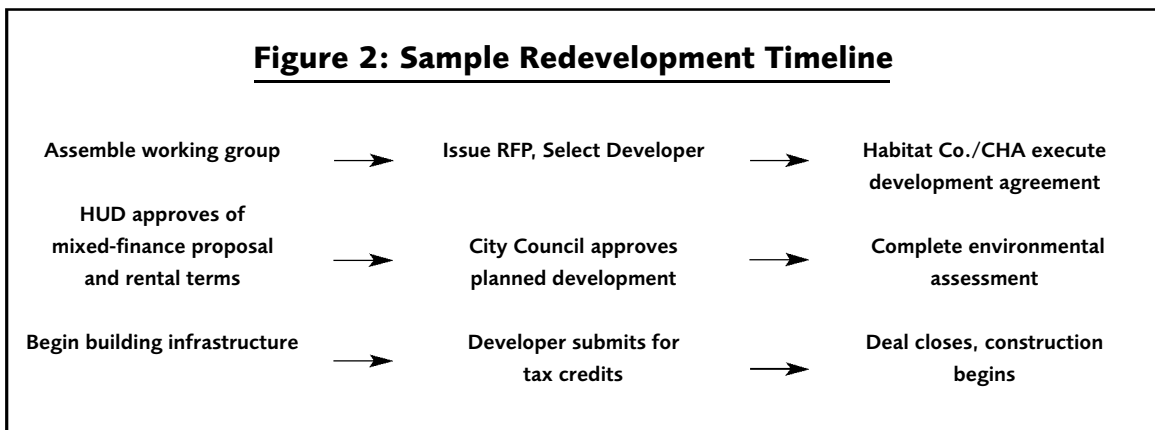 Figure 2: Sample Redevelopment Timeline
Assemble working group
Issue RFP, Select Developer
Habitat Co./CHA execute
development agreement
HUD approves of
mixed-finance proposal
and rental terms
City Council approves
planned development
Complete environmental
assessment
Begin building infrastructure
Developer submits for
tax credits
Deal closes, construction
begins